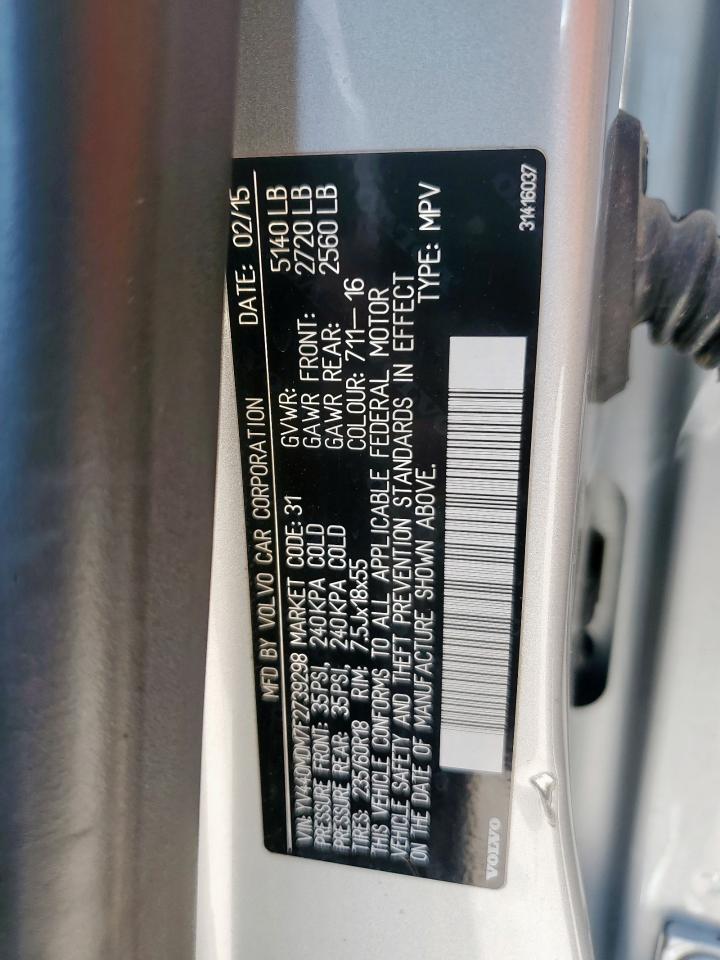 MFD BY VOLVO CAR CORPORATION DATE: 02/15
VIN: YV440MDM7F2739298 MARKET CODE: 31 GVWR: 5140 LB
PRESSURE FRONT: 35PSI, 240KPA COLD GAWR FRONT: 2720 LB
PRESSURE REAR: 35PSI, 240KPA COLD GAWR REAR: 2560 LB
TIRES: 235/60R18 RIM: 7.5Jx18x55 COLOUR: 711–16
THIS VEHICLE CONFORMS TO ALL APPLICABLE FEDERAL MOTOR
VEHICLE SAFETY AND THEFT PREVENTION STANDARDS IN EFFECT
ON THE DATE OF MANUFACTURE SHOWN ABOVE. TYPE: MPV
VOLVO 31416037